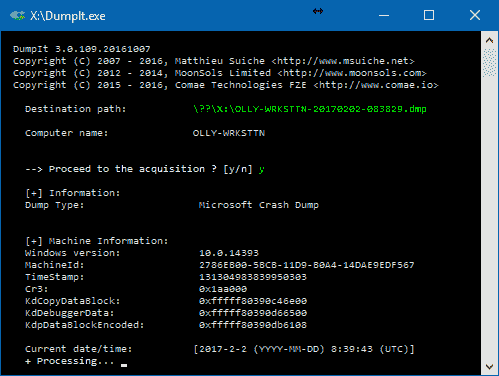 X:\DumpIt.exe
DumpIt 3.0.109.20161007
Copyright (C) 2007 - 2016, Matthieu Suiche <http://www.msuiche.net>
Copyright (C) 2012 - 2014, MoonSols Limited <http://www.moonsols.com>
Copyright (C) 2015 - 2016, Comae Technologies FZE <http://www.comae.io>
Destination path: \??\X:\OLLY-WRKSTTN-20170202-083829.dmp
Computer name: OLLY-WRKSTTN
--> Proceed to the acquisition ? [y/n] y
[+] Information:
Dump Type: Microsoft Crash Dump
[+] Machine Information:
Windows version: 10.0.14393
MachineId: 2786E800-58C8-11D9-80A4-14DAE9EDF567
TimeStamp: 131304983839950303
Cr3: 0x1aa000
KdCopyDataBlock: 0xfffff80390c46e00
KdDebuggerData: 0xfffff80390d66500
KdpDataBlockEncoded: 0xfffff80390db6108
Current date/time: [2017-2-2 (YYYY-MM-DD) 8:39:43 (UTC)]
+ Processing...